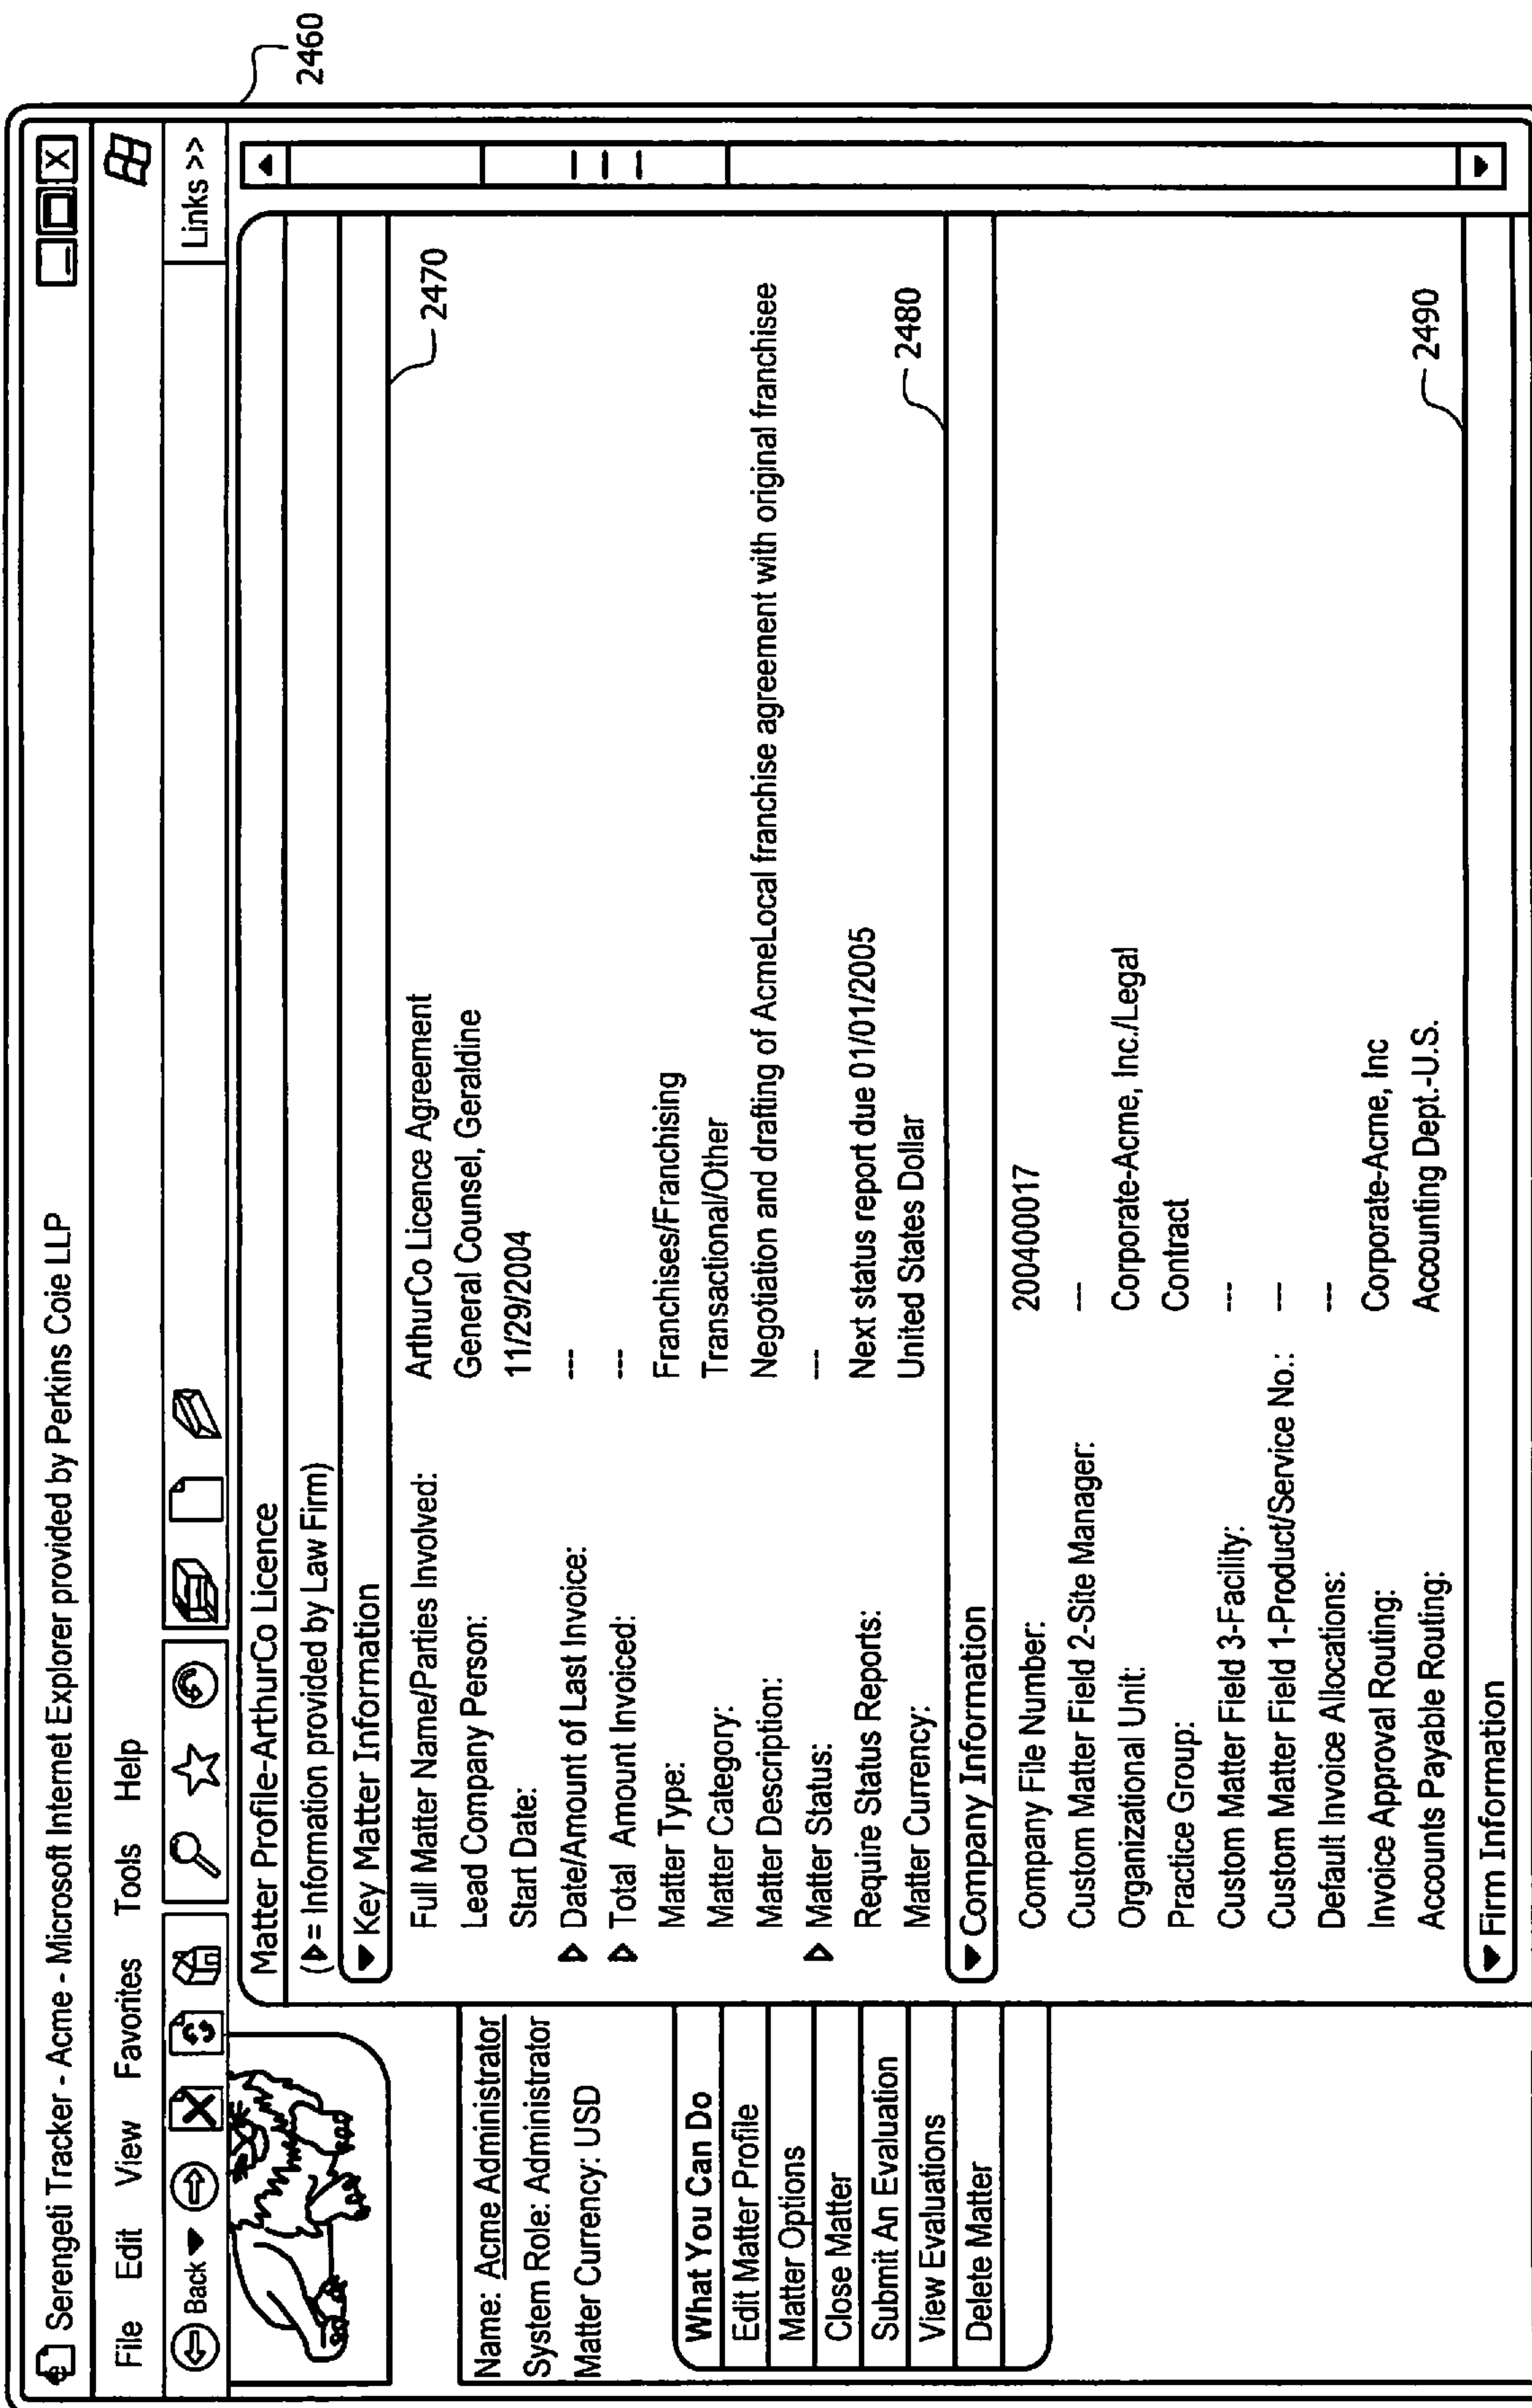 2460
Serengeti Tracker - Acme - Microsoft Internet Explorer provided by Perkins Coie LLP
File Edit View Favorites Tools Help
Back Links >>
Matter Profile-ArthurCo Licence
(= Information provided by Law Firm)
Key Matter Information
2470
Full Matter Name/Parties Involved: ArthurCo Licence Agreement
Lead Company Person: General Counsel, Geraldine
Start Date: 11/29/2004
Date/Amount of Last Invoice: ---
Total Amount Invoiced: ---
Matter Type: Franchises/Franchising
Matter Category: Transactional/Other
Matter Description: Negotiation and drafting of AcmeLocal franchise agreement with original franchisee
Matter Status: ---
Require Status Reports: Next status report due 01/01/2005
Matter Currency: United States Dollar
2480
Company Information
Company File Number: 200400017
Custom Matter Field 2-Site Manager: ---
Organizational Unit: Corporate-Acme, Inc./Legal
Practice Group: Contract
Custom Matter Field 3-Facility: ---
Custom Matter Field 1-Product/Service No.: ---
Default Invoice Allocations: ---
Invoice Approval Routing: Corporate-Acme, Inc
Accounts Payable Routing: Accounting Dept.-U.S.
2490
Firm Information
Name: Acme Administrator
System Role: Administrator
Matter Currency: USD
What You Can Do
Edit Matter Profile
Matter Options
Close Matter
Submit An Evaluation
View Evaluations
Delete Matter